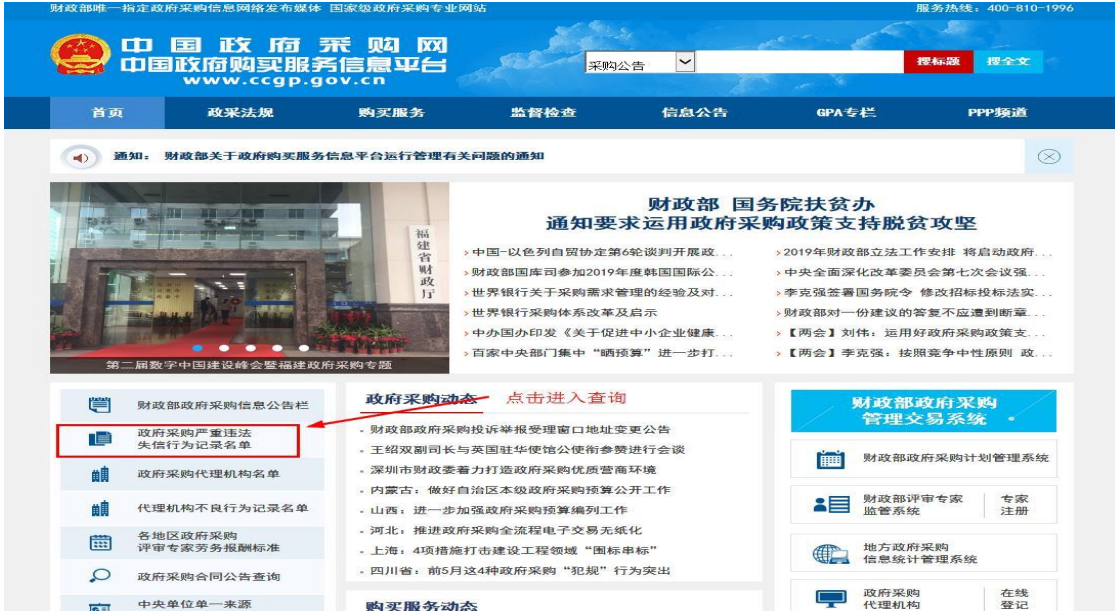 财政部唯一指定政府采购信息网络发布媒体 国家级政府采购专业网站
服务热线：400-810-1996
中国政府采购网
中国政府购买服务信息平台
www.ccgp.gov.cn
采购公告
搜标题 搜全文
首页 政采法规 购买服务 监督检查 信息公告 GPA专栏 PPP频道
通知： 财政部关于政府购买服务信息平台运行管理有关问题的通知
福建省财政厅
第二届数字中国建设峰会暨福建政府采购专题
财政部 国务院扶贫办
通知要求运用政府采购政策支持脱贫攻坚
›中国-以色列自贸协定第6轮谈判开展政...
›财政部国库司参加2019年度韩国国际公...
›世界银行关于采购需求管理的经验及对...
›世界银行采购体系改革及启示
›中办国办印发《关于促进中小企业健康...
›百家中央部门集中“晒预算”进一步打...
›2019年财政部立法工作安排 将启动政府...
›中央全面深化改革委员会第七次会议强...
›李克强签署国务院令 修改招标投标法实...
›财政部对一份建议的答复不应遭到断章...
›【两会】刘伟：运用好政府采购政策支...
›【两会】李克强：按照竞争中性原则 政...
财政部政府采购信息公告栏
政府采购严重违法
失信行为记录名单
政府采购代理机构名单
代理机构不良行为记录名单
各地区政府采购
评审专家劳务报酬标准
政府采购合同公告查询
中央单位单一来源
政府采购动态
点击进入查询
财政部政府采购投诉举报受理窗口地址变更公告
王绍双副司长与英国驻华使馆公使衔参赞进行会谈
深圳市财政委着力打造政府采购优质营商环境
内蒙古：做好自治区本级政府采购预算公开工作
山西：进一步加强政府采购预算编列工作
河北：推进政府采购全流程电子交易无纸化
上海：4项措施打击建设工程领域“围标串标”
四川省：前5月这4种政府采购“犯规”行为突出
购买服务动态
财政部政府采购
管理交易系统
财政部政府采购计划管理系统
财政部评审专家
监管系统
专家
注册
地方政府采购
信息统计管理系统
政府采购
代理机构
在线
登记